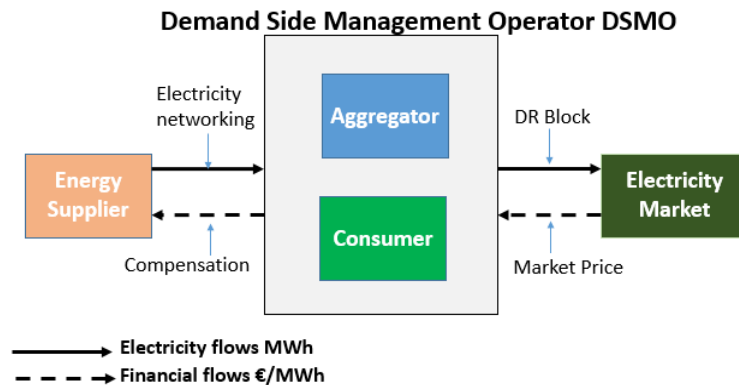 Demand Side Management Operator DSMO
Electricity
networking
Aggregator
DR Block
Energy
Supplier
Electricity
Market
Consumer
Compensation
Market Price
Electricity flows MWh
Financial flows €/MWh